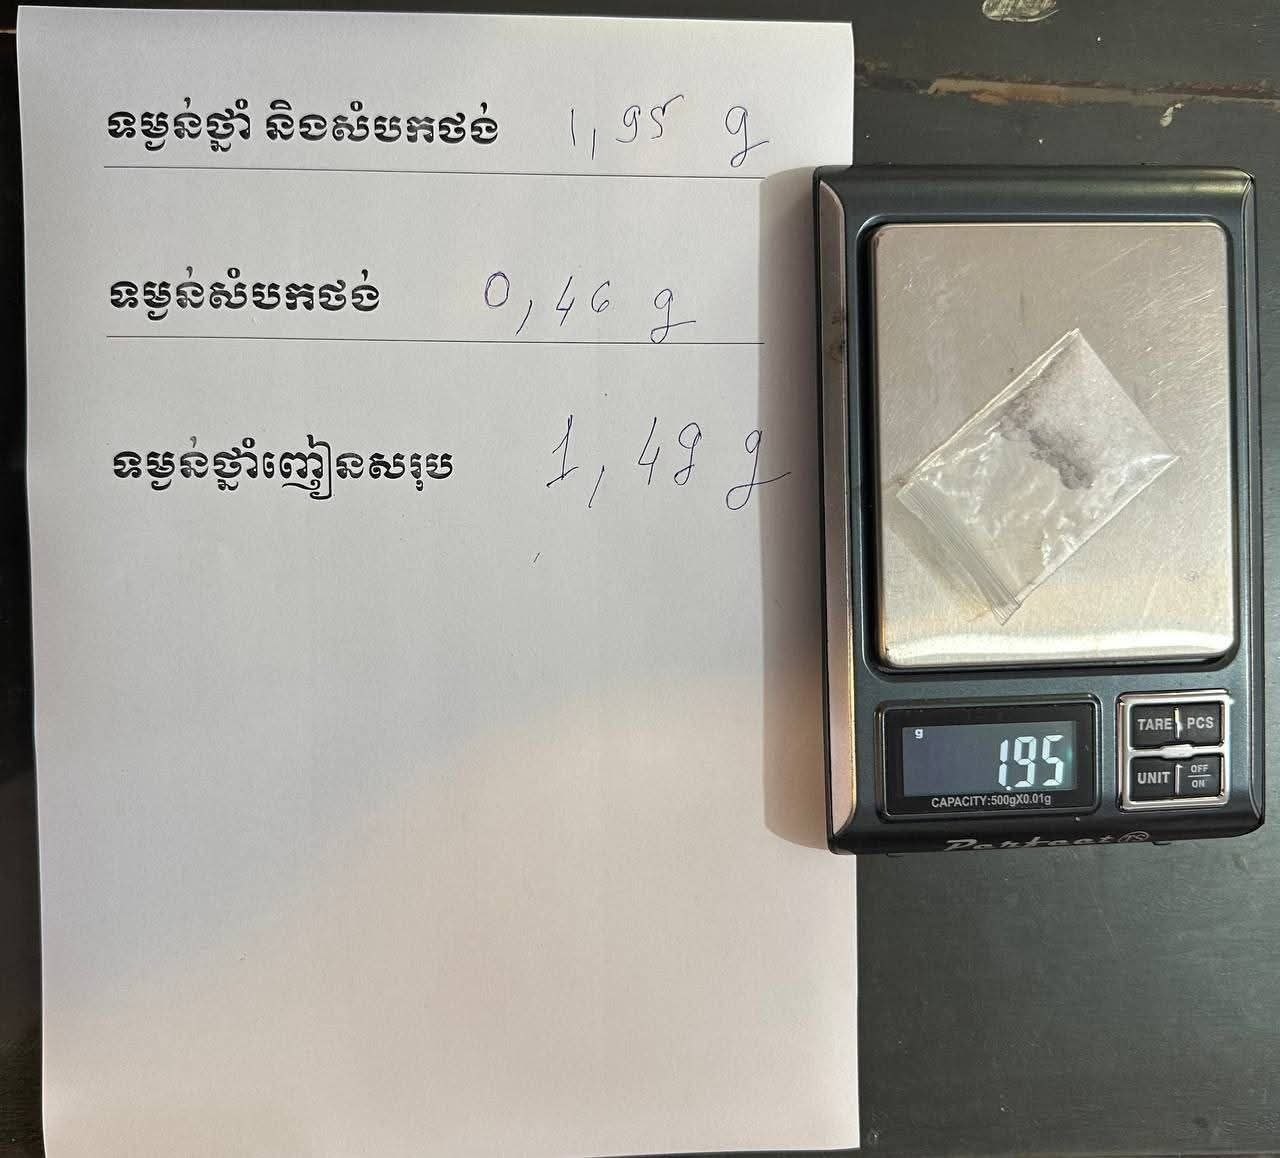 ទម្ងន់ថ្នាំ និងសំបកថង់ 1,95 g
ទម្ងន់សំបកថង់ 0,46 g
ទម្ងន់ថ្នាំញៀនសរុប 1,49 g
g 1.95
CAPACITY:500gX0.01g
TARE PCS
UNIT OFF ON